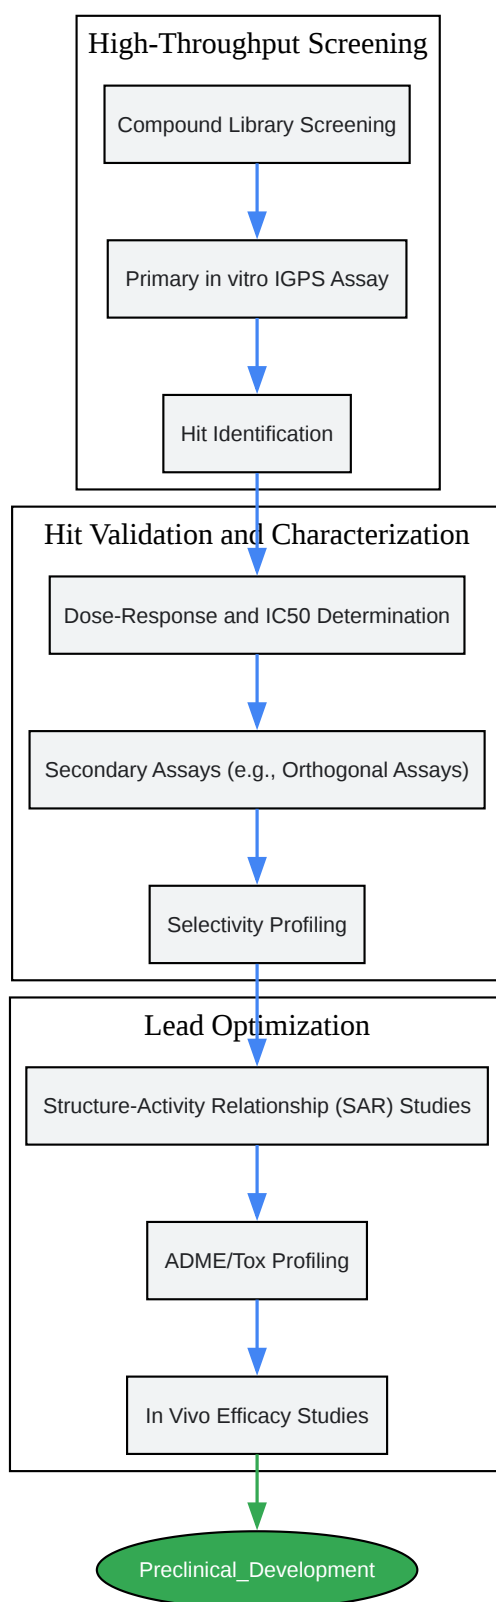 High-Throughput Screening
Compound Library Screening
Primary in vitro IGPS Assay
Hit Identification
Hit Validation and Characterization
Dose-Response and IC50 Determination
Secondary Assays (e.g., Orthogonal Assays)
Selectivity Profiling
Lead Optimization
Structure-Activity Relationship (SAR) Studies
ADME/Tox Profiling
In Vivo Efficacy Studies
Preclinical_Development